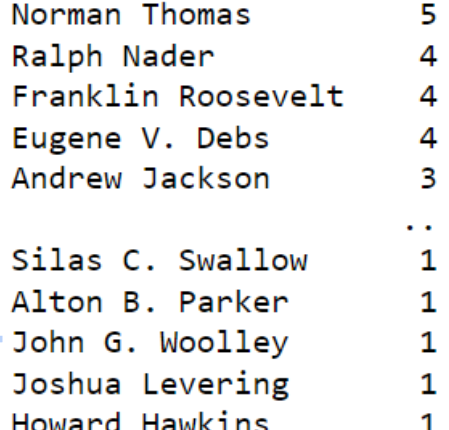 Norman Thomas 5
Ralph Nader 4
Franklin Roosevelt 4
Eugene V. Debs 4
Andrew Jackson 3
..
Silas C. Swallow 1
Alton B. Parker 1
John G. Woolley 1
Joshua Levering 1
Howard Hawkins 1